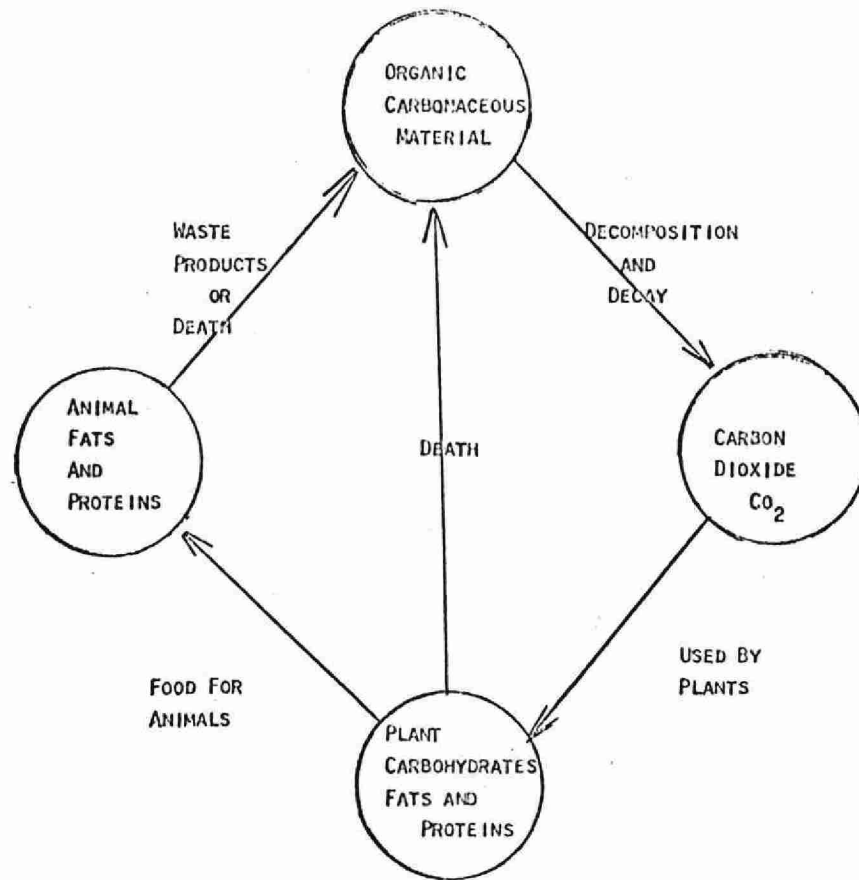 ORGANIC
CARBONACEOUS
MATERIAL
WASTE
PRODUCTS
OR
DEATH
DECOMPOSITION
AND
DECAY
ANIMAL
FATS
AND
PROTEINS
DEATH
CARBON
DIOXIDE
CO₂
FOOD FOR
ANIMALS
USED BY
PLANTS
PLANT
CARBOHYDRATES
FATS AND
PROTEINS